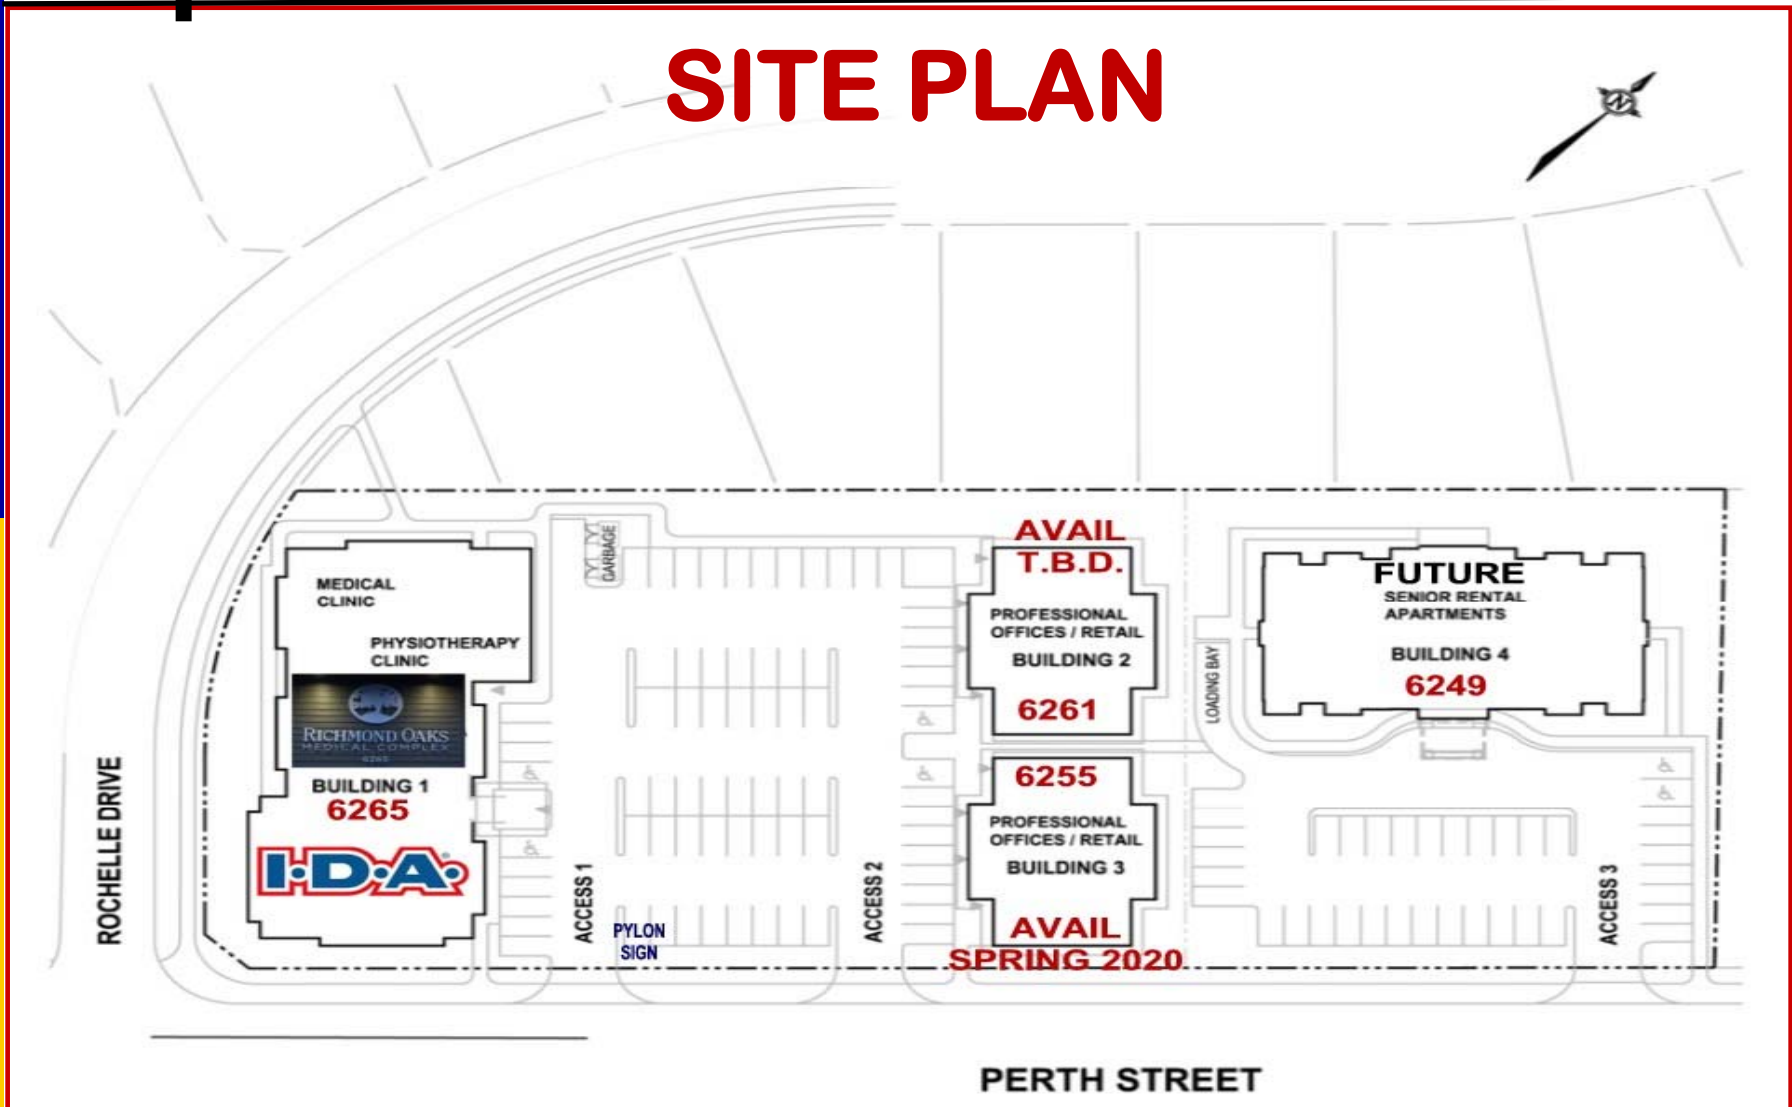 SITE PLAN
N
GARBAGE
MEDICAL
CLINIC
PHYSIOTHERAPY
CLINIC
RICHMOND OAKS
MEDICAL COMPLEX
6265
BUILDING 1
6265
I·D·A·
ROCHELLE DRIVE
ACCESS 1
PYLON
SIGN
ACCESS 2
AVAIL
T.B.D.
PROFESSIONAL
OFFICES / RETAIL
BUILDING 2
6261
6255
PROFESSIONAL
OFFICES / RETAIL
BUILDING 3
AVAIL
SPRING 2020
LOADING BAY
FUTURE
SENIOR RENTAL
APARTMENTS
BUILDING 4
6249
ACCESS 3
PERTH STREET